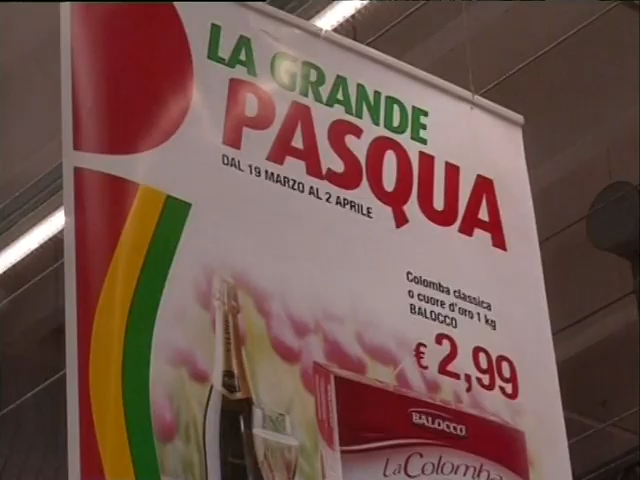 LA GRANDE
PASQUA
DAL 19 MARZO AL 2 APRILE
Colomba classica
o cuore d'oro 1 kg
BALOCCO
€ 2,99
BALOCCO
La Colomba